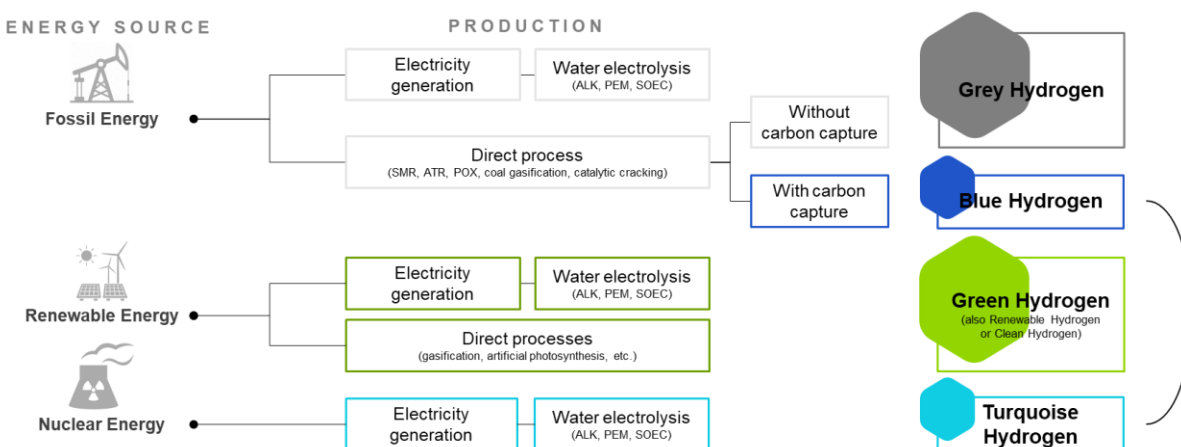 ENERGY SOURCE
PRODUCTION
Fossil Energy
Electricity
generation
Water electrolysis
(ALK, PEM, SOEC)
Direct process
(SMR, ATR, POX, coal gasification, catalytic cracking)
Without
carbon capture
With carbon
capture
Grey Hydrogen
Blue Hydrogen
Renewable Energy
Electricity
generation
Water electrolysis
(ALK, PEM, SOEC)
Direct processes
(gasification, artificial photosynthesis, etc.)
Green Hydrogen
(also Renewable Hydrogen
or Clean Hydrogen)
Nuclear Energy
Electricity
generation
Water electrolysis
(ALK, PEM, SOEC)
Turquoise
Hydrogen